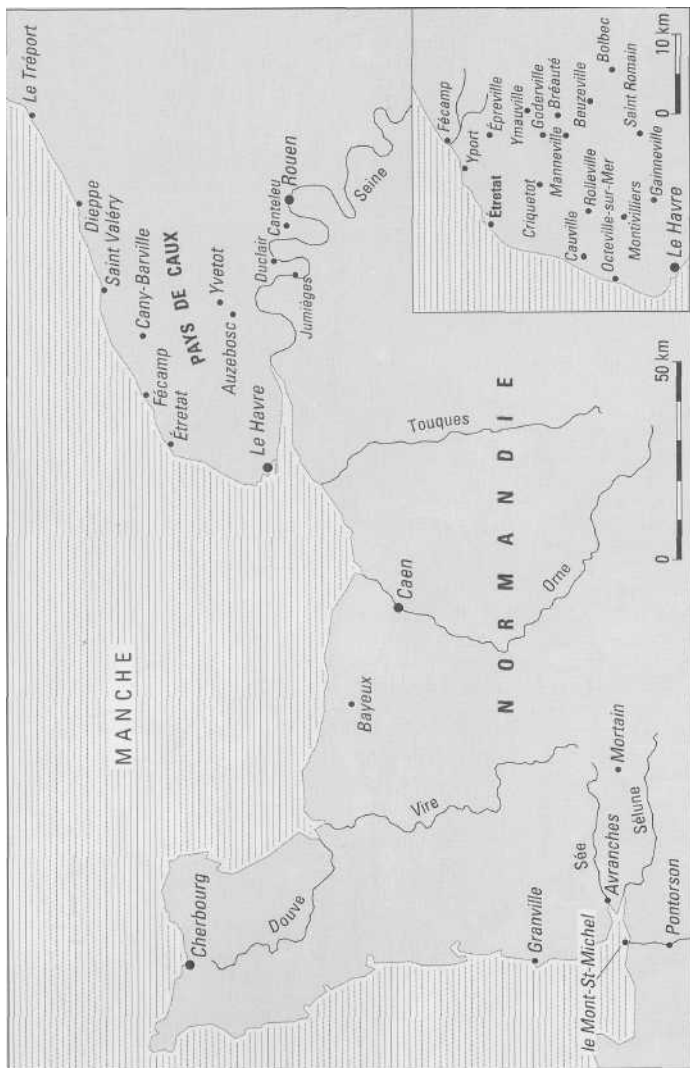 MANCHE
Le Tréport
Dieppe
Saint Valéry
Cany-Barville
Fécamp
PAYS DE CAUX
Étretat
Yvetot
Auzebosc
Duclair
Canteleu
Rouen
Le Havre
Jumièges
Seine
Cherbourg
Douve
Bayeux
Caen
Touques
Vire
NORMANDIE
Orne
Granville
Sée
Avranches
Mortain
le Mont-St-Michel
Sélune
Pontorson
0 50 km
Fécamp
Yport
Épreville
Étretat
Ymauville
Goderville
Bréauté
Criquetot
Manneville
Beuzeville
Bolbec
Cauville
Rolleville
Octeville-sur-Mer
Saint Romain
Montivilliers
Gainneville
Le Havre
0 10 km